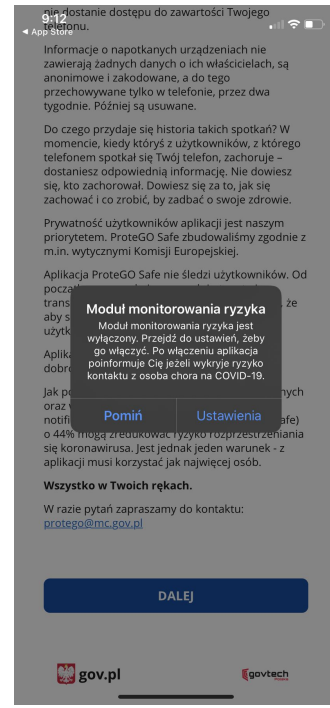 nie dostanie dostępu do zawartości Twojego
9:12
telefonu.
◀ App Store
Informacje o napotkanych urządzeniach nie
zawierają żadnych danych o ich właścicielach, są
anonimowe i zakodowane, a do tego
przechowywane tylko w telefonie, przez dwa
tygodnie. Później są usuwane.
Do czego przydaje się historia takich spotkań? W
momencie, kiedy któryś z użytkowników, z którego
telefonem spotkał się Twój telefon, zachoruje –
dostaniesz odpowiednią informację. Nie dowiesz
się, kto zachorował. Dowiesz się za to, jak się
zachować i co zrobić, by zadbać o swoje zdrowie.
Prywatność użytkowników aplikacji jest naszym
priorytetem. ProteGO Safe zbudowaliśmy zgodnie z
m.in. wytycznymi Komisji Europejskiej.
Aplikacja ProteGO Safe nie śledzi użytkowników. Od
że
aby
Moduł monitorowania ryzyka
Moduł monitorowania ryzyka jest
wyłączony. Przejdź do ustawień, żeby
go włączyć. Po włączeniu aplikacja
poinformuje Cię jeżeli wykryje ryzyko
kontaktu z osoba chora na COVID-19.
Pomiń
Ustawienia
Jak
oraz
o 44% mogą zredukować ryzyko rozprzestrzeniania
się koronawirusa. Jest jednak jeden warunek - z
aplikacji musi korzystać jak najwięcej osób.
Wszystko w Twoich rękach.
W razie pytań zapraszamy do kontaktu:
protego@mc.gov.pl
DALEJ
gov.pl
govtech